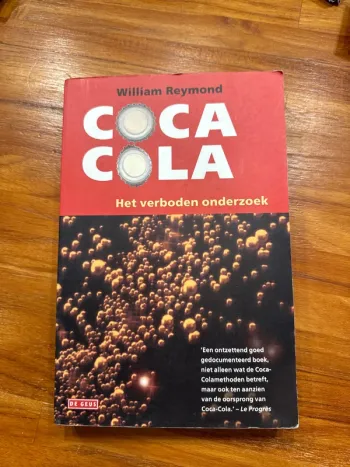 William Reymond
COCA
COLA
Het verboden onderzoek
'Een ontzettend goed
gedocumenteerd boek,
niet alleen wat de Coca-
Colamethoden betreft,
maar ook ten aanzien
van de oorsprong van
Coca-Cola.' – Le Progrès
DE GEUS